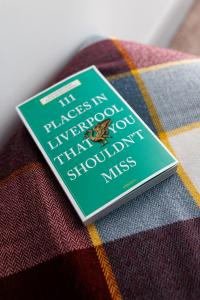 111
PLACES IN
LIVERPOOL
THAT YOU
SHOULDN'T
MISS